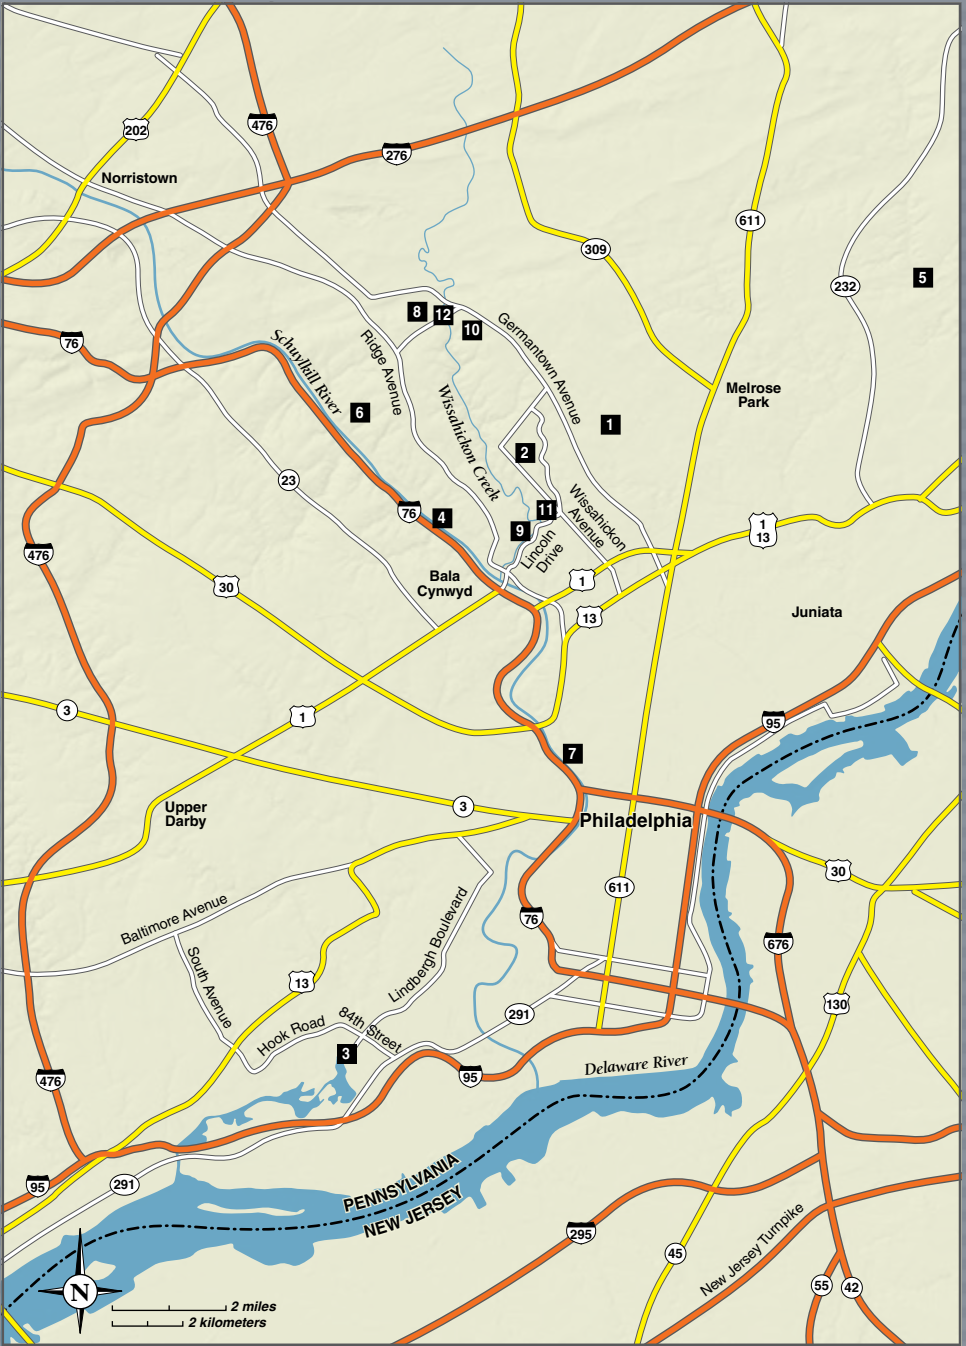 202
476
276
Norristown
611
309
5
232
8
12
10
76
Schuylkill River
Ridge Avenue
Germantown Avenue
Melrose
Park
6
Wissahickon Creek
1
2
23
76
4
11
9
Wissahickon
Avenue
Lincoln
Drive
1
13
476
30
Bala
Cynwyd
1
13
Juniata
3
1
95
7
Upper
Darby
3
Philadelphia
611
30
Baltimore Avenue
76
676
South Avenue
Lindbergh Boulevard
13
291
130
Hook Road
84th Street
3
Delaware River
476
95
95
291
PENNSYLVANIA
NEW JERSEY
295
45
New Jersey Turnpike
55
42
N
2 miles
2 kilometers